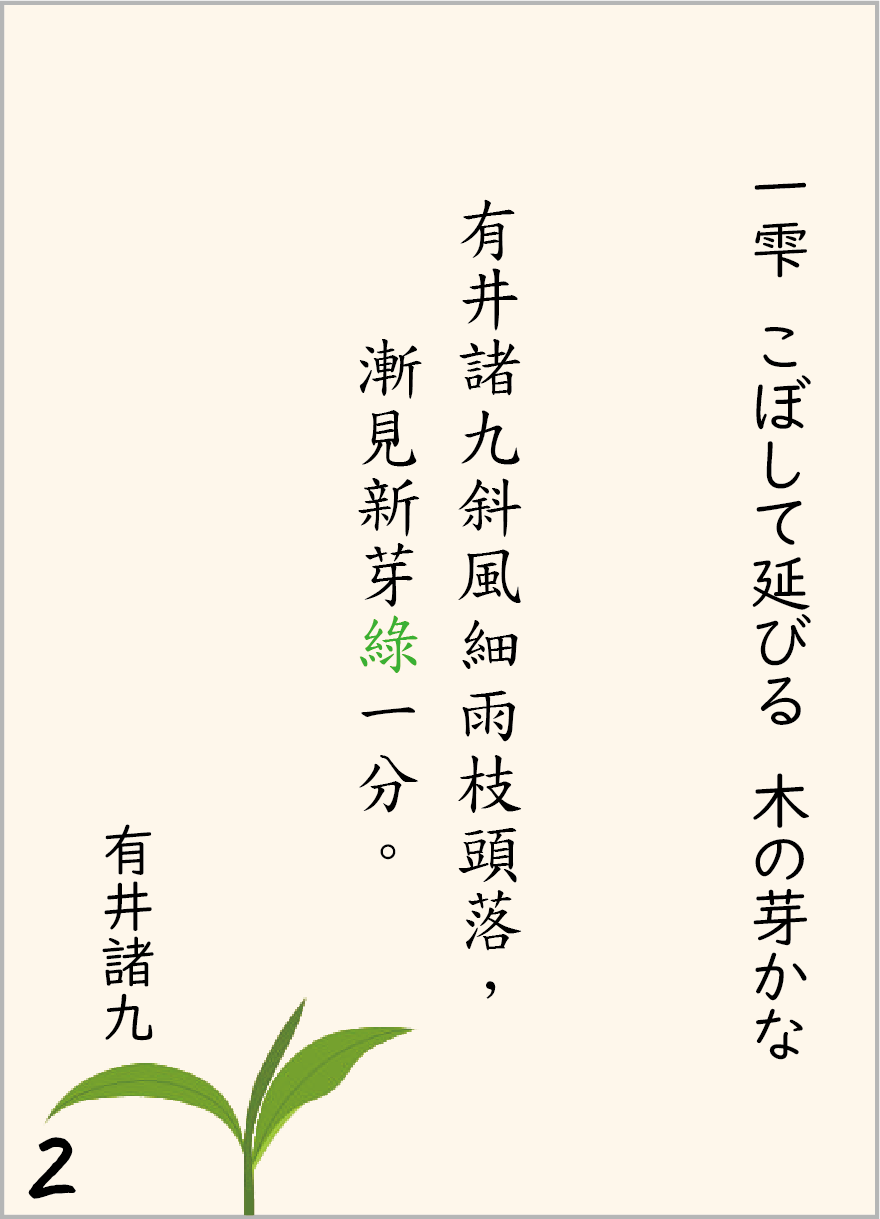 一雫　こぼして延びる　木の芽かな
有井諸九斜風細雨枝頭落，
漸見新芽綠一分。
有井諸九
2